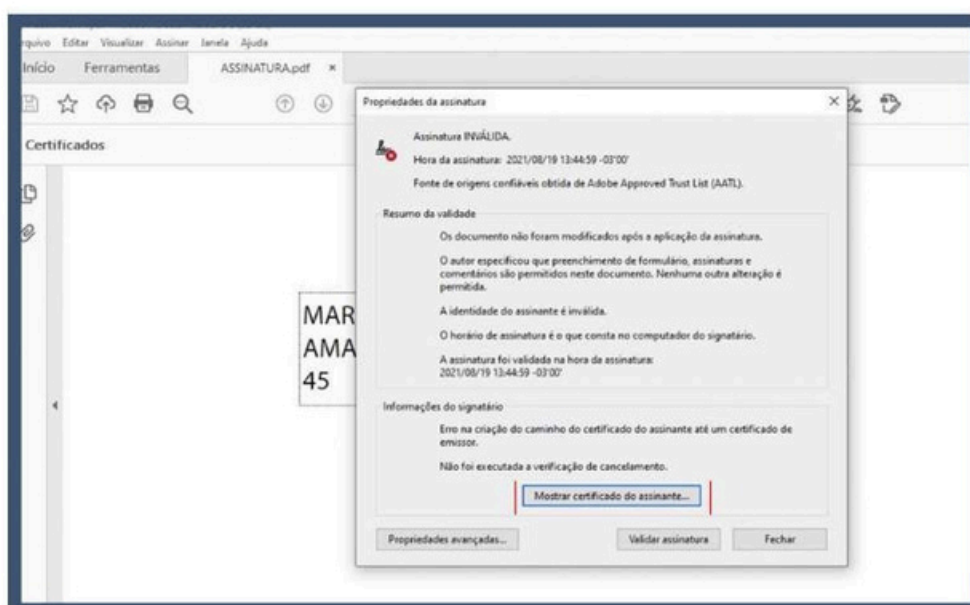 rquivo Editar Visualizar Assinar Janela Ajuda
Início Ferramentas ASSINATURA.pdf ×
Certificados
Propriedades da assinatura
Assinatura INVÁLIDA.
Hora da assinatura: 2021/08/19 13:44:59 -03'00'
Fonte de origens confiáveis obtida de Adobe Approved Trust List (AATL).
Resumo da validade
Os documento não foram modificados após a aplicação da assinatura.
O autor especificou que preenchimento de formulário, assinaturas e
comentários são permitidos neste documento. Nenhuma outra alteração é
permitida.
A identidade do assinante é inválida.
O horário de assinatura é o que consta no computador do signatário.
A assinatura foi validada na hora da assinatura:
2021/08/19 13:44:59 -03'00'
MAR
AMA
45
Informações do signatário
Erro na criação do caminho do certificado do assinante até um certificado de
emissor.
Não foi executada a verificação de cancelamento.
Mostrar certificado do assinante...
Propriedades avançadas... Validar assinatura Fechar